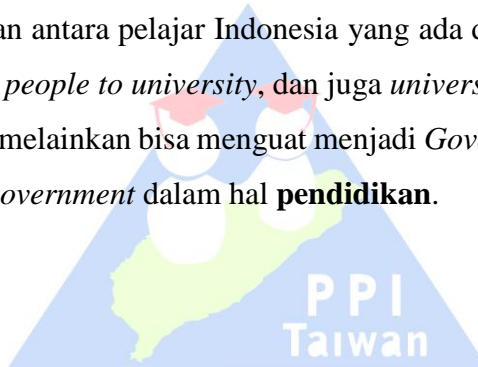 an antara pelajar Indonesia yang ada d
people to university, dan juga univers
melainkan bisa menguat menjadi Gov
overnment dalam hal pendidikan.
PPI
Taiwan